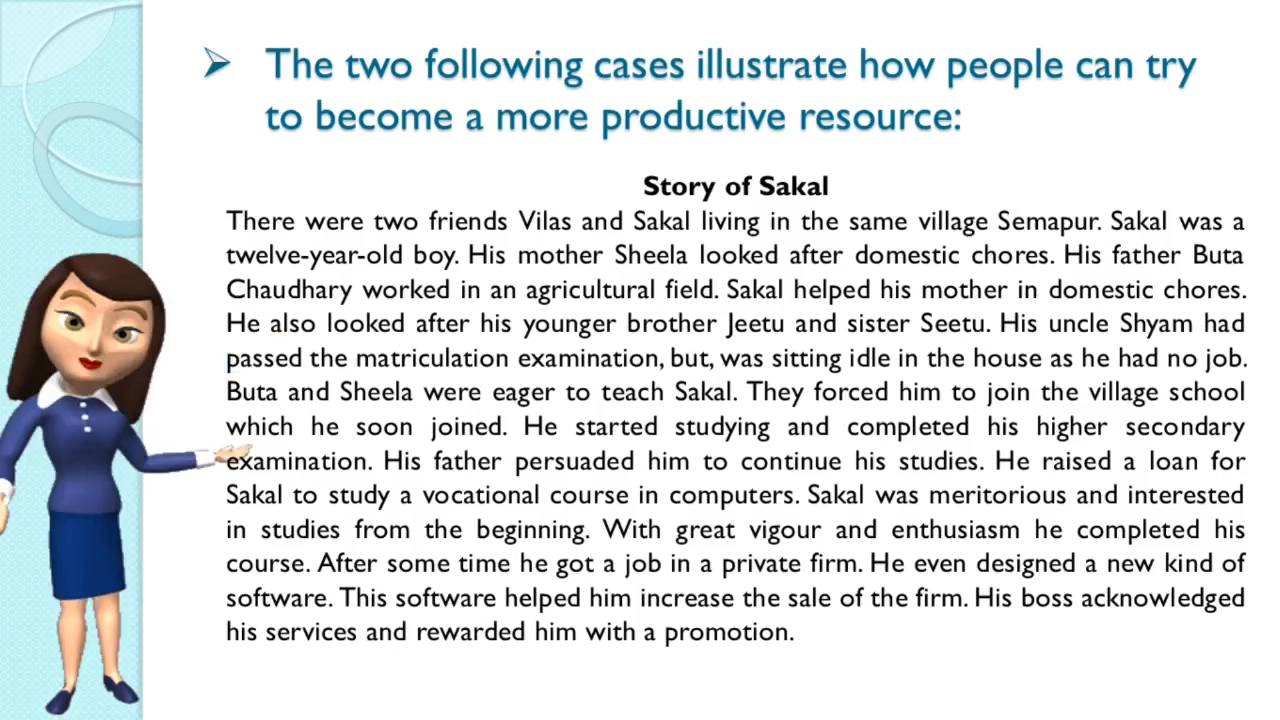 The two following cases illustrate how people can try
to become a more productive resource:
Story of Sakal
There were two friends Vilas and Sakal living in the same village Semapur. Sakal was a
twelve-year-old boy. His mother Sheela looked after domestic chores. His father Buta
Chaudhary worked in an agricultural field. Sakal helped his mother in domestic chores.
He also looked after his younger brother Jeetu and sister Seetu. His uncle Shyam had
passed the matriculation examination, but, was sitting idle in the house as he had no job.
Buta and Sheela were eager to teach Sakal. They forced him to join the village school
which he soon joined. He started studying and completed his higher secondary
examination. His father persuaded him to continue his studies. He raised a loan for
Sakal to study a vocational course in computers. Sakal was meritorious and interested
in studies from the beginning. With great vigour and enthusiasm he completed his
course. After some time he got a job in a private firm. He even designed a new kind of
software. This software helped him increase the sale of the firm. His boss acknowledged
his services and rewarded him with a promotion.